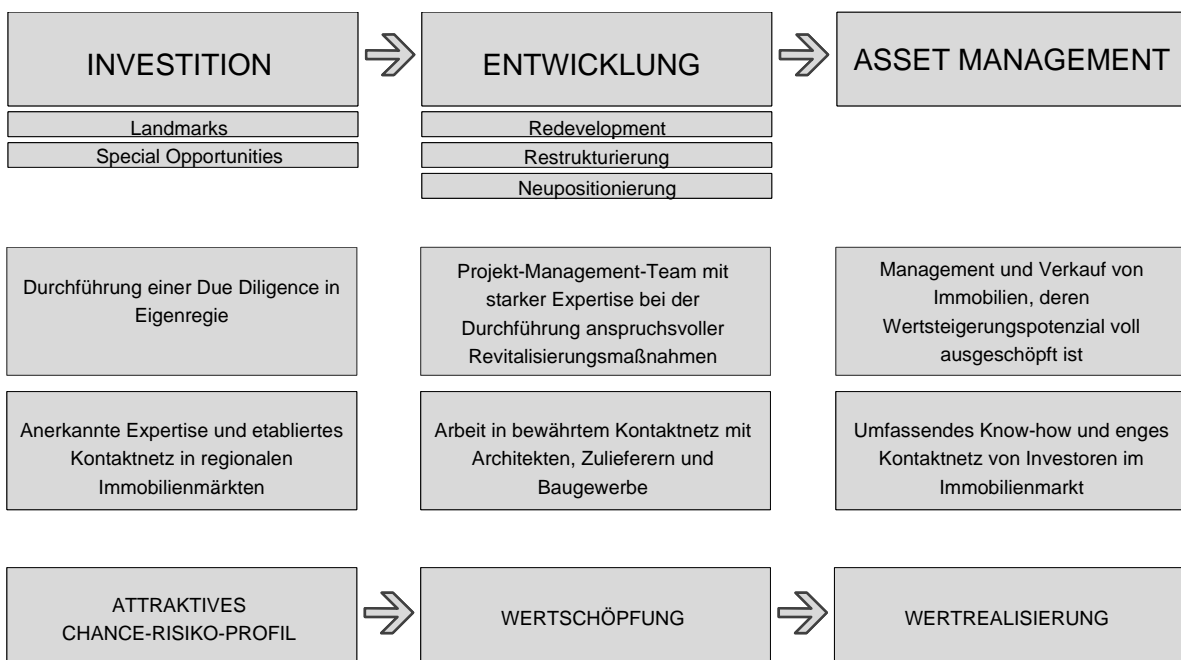 INVESTITION
ENTWICKLUNG
ASSET MANAGEMENT
Landmarks
Special Opportunities
Redevelopment
Restrukturierung
Neupositionierung
Durchführung einer Due Diligence in
Eigenregie
Projekt-Management-Team mit
starker Expertise bei der
Durchführung anspruchsvoller
Revitalisierungsmaßnahmen
Management und Verkauf von
Immobilien, deren
Wertsteigerungspotenzial voll
ausgeschöpft ist
Anerkannte Expertise und etabliertes
Kontaktnetz in regionalen
Immobilienmärkten
Arbeit in bewährtem Kontaktnetz mit
Architekten, Zulieferern und
Baugewerbe
Umfassendes Know-how und enges
Kontaktnetz von Investoren im
Immobilienmarkt
ATTRAKTIVES
CHANCE-RISIKO-PROFIL
WERTSCHÖPFUNG
WERTREALISIERUNG